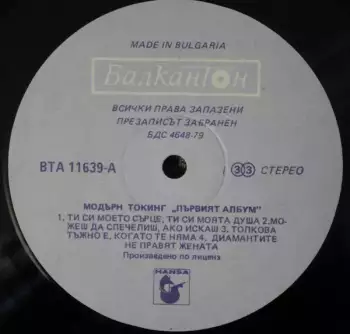 MADE IN BULGARIA
Балкантон
ВСИЧКИ ПРАВА ЗАПАЗЕНИ
ПРЕЗАПИСЪТ ЗАБРАНЕН
БДС 4648-79
ВТА 11639-А
33 СТЕРЕО
МОДЪРН ТОКИНГ „ПЪРВИЯТ АЛБУМ"
1. ТИ СИ МОЕТО СЪРЦЕ, ТИ СИ МОЯТА ДУША 2.МО-
ЖЕШ ДА СПЕЧЕЛИШ, АКО ИСКАШ 3. ТОЛКОВА
ТЪЖНО Е, КОГАТО ТЕ НЯМА 4. ДИАМАНТИТЕ
НЕ ПРАВЯТ ЖЕНАТА
Произведено по лиценз
HANSA